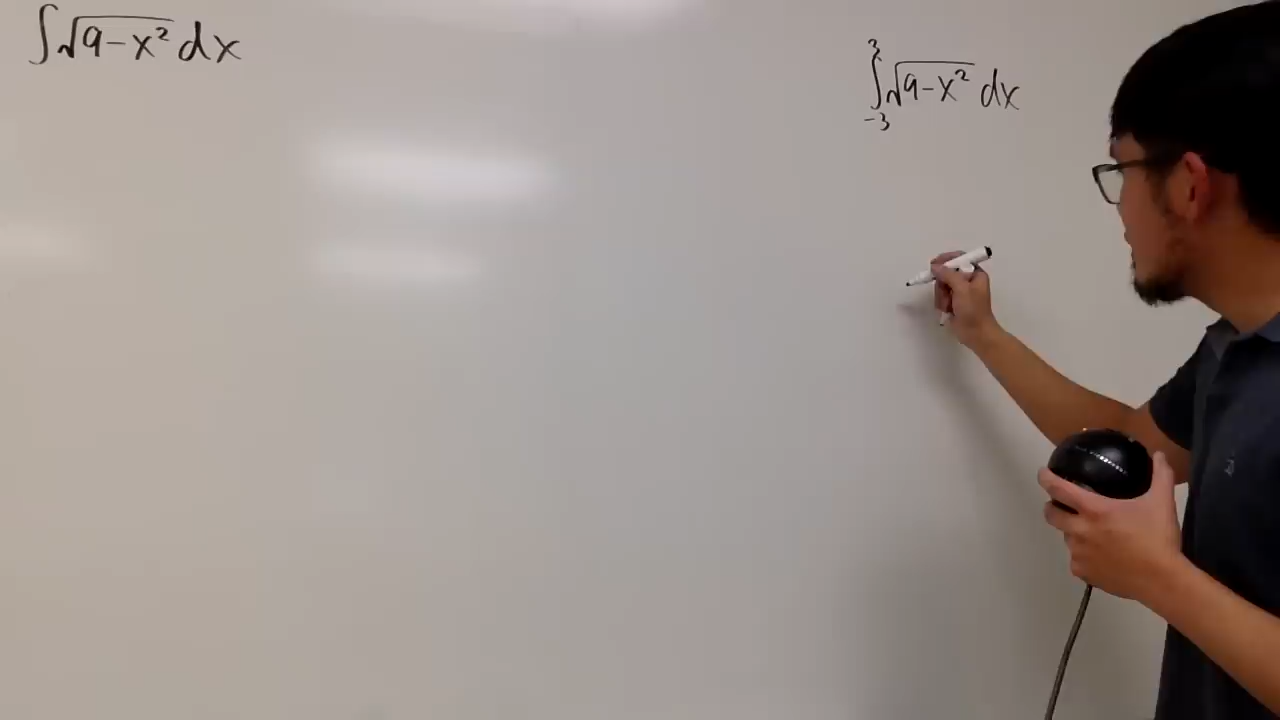 ∫√(9-x²) dx
∫₋₃³ √(9-x²) dx